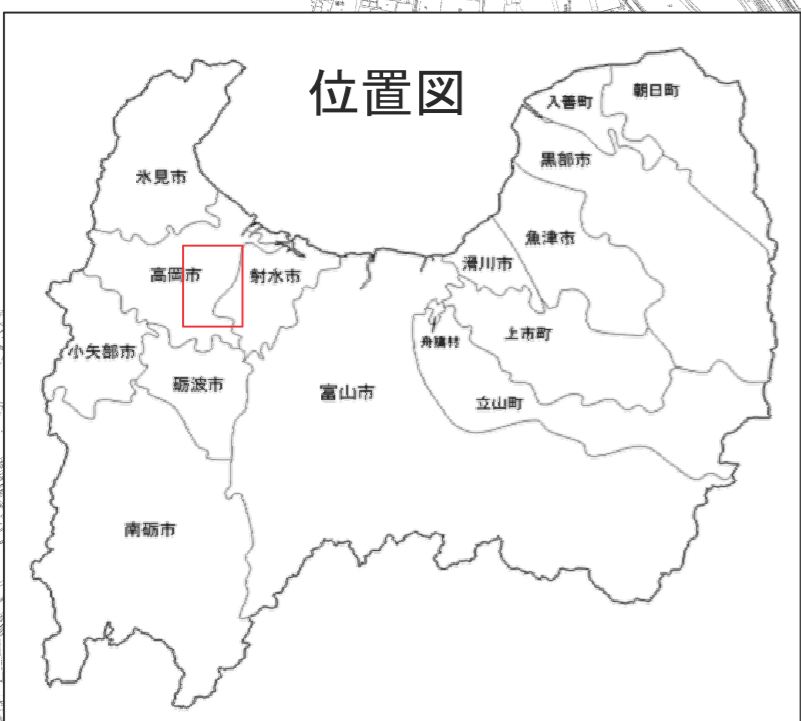 位置図
入善町
朝日町
黒部市
氷見市
魚津市
滑川市
高岡市
射水市
上市町
舟橋村
小矢部市
砺波市
富山市
立山町
南砺市